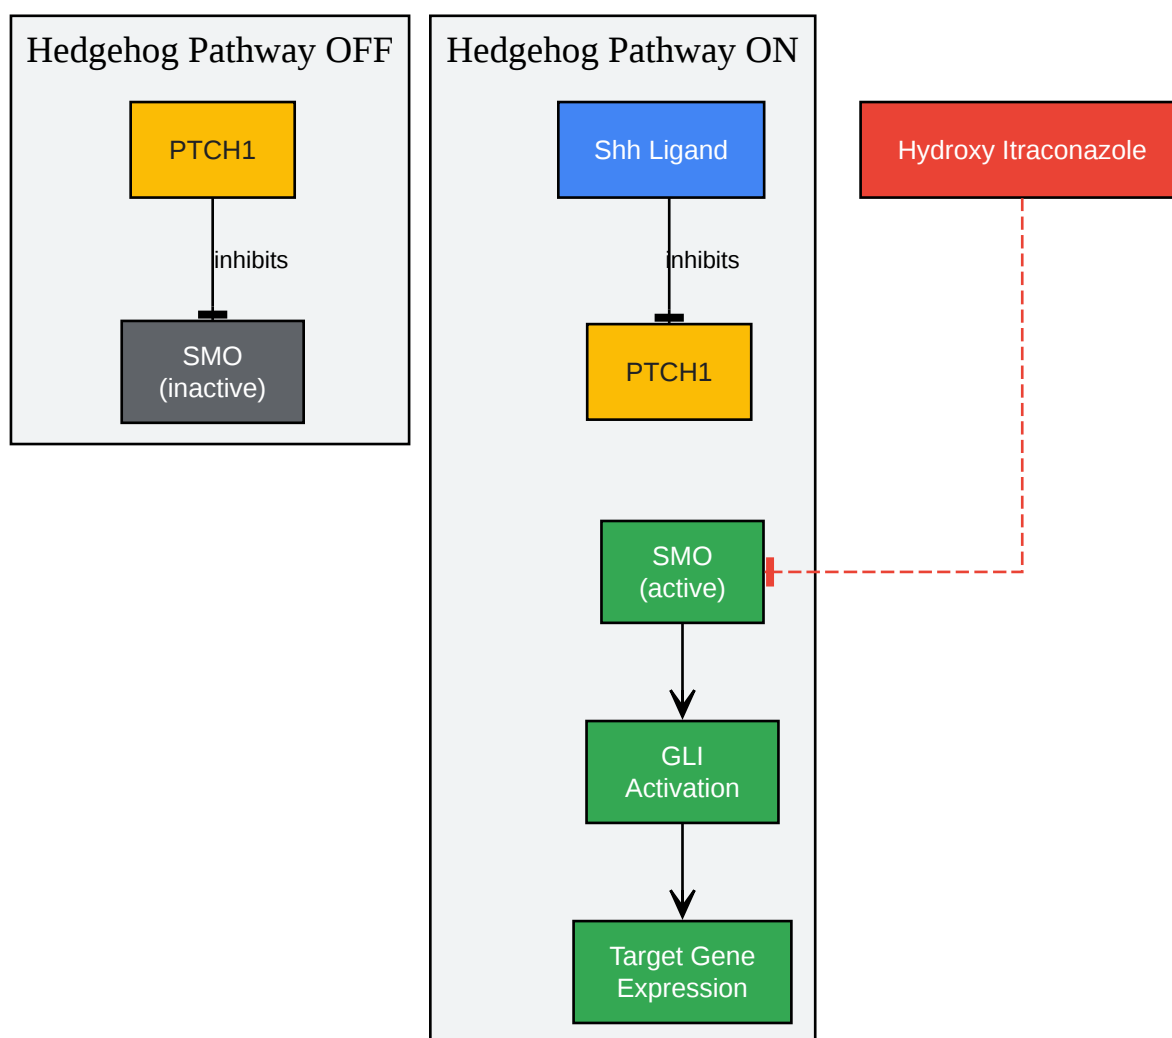 Hedgehog Pathway OFF
PTCH1
inhibits
SMO
(inactive)
Hedgehog Pathway ON
Shh Ligand
inhibits
PTCH1
SMO
(active)
GLI
Activation
Target Gene
Expression
Hydroxy Itraconazole